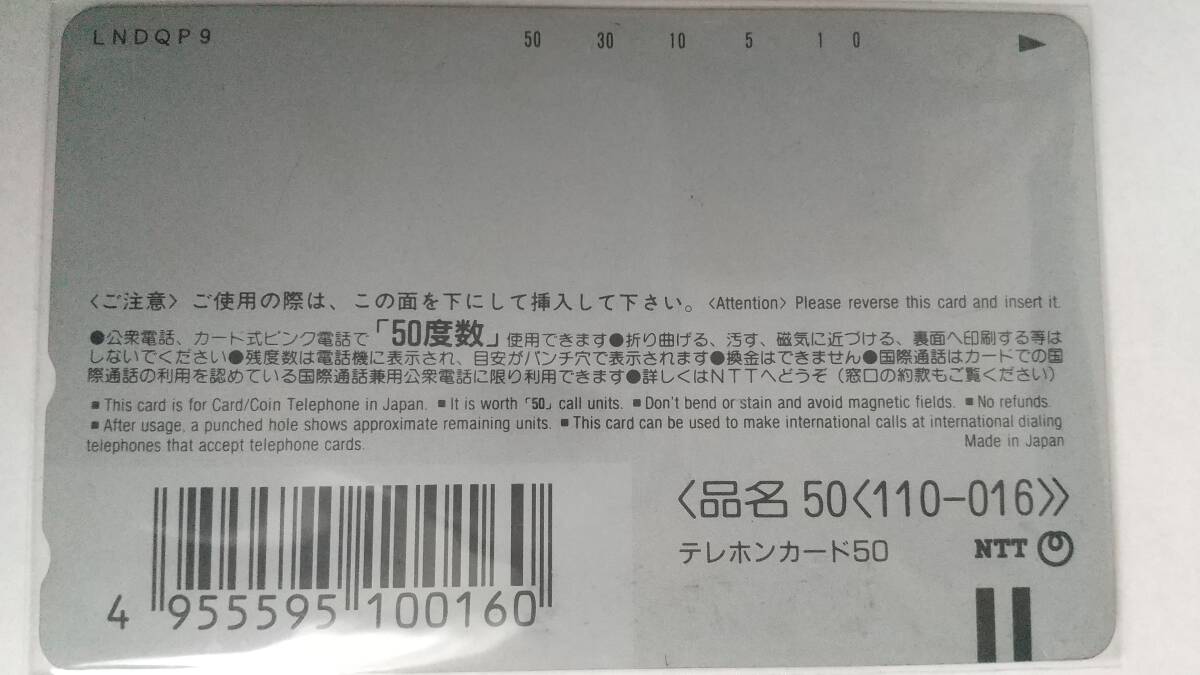 LNDQP9 50 30 10 5 1 0 ▶
〈ご注意〉ご使用の際は、この面を下にして挿入して下さい。〈Attention〉Please reverse this card and insert it.
●公衆電話、カード式ピンク電話で「50度数」使用できます●折り曲げる、汚す、磁気に近づける、裏面へ印刷する等は
しないでください●残度数は電話機に表示され、目安がパンチ穴で表示されます●換金はできません●国際通話はカードでの国
際通話の利用を認めている国際通話兼用公衆電話に限り利用できます●詳しくはNTTへどうぞ（窓口の約款もご覧ください）
■This card is for Card/Coin Telephone in Japan. ■It is worth「50」call units. ■Don't bend or stain and avoid magnetic fields. ■No refunds.
■After usage, a punched hole shows approximate remaining units. ■This card can be used to make international calls at international dialing
telephones that accept telephone cards. Made in Japan
〈品名 50〈110-016〉〉
テレホンカード50 NTT
4 955595 100160